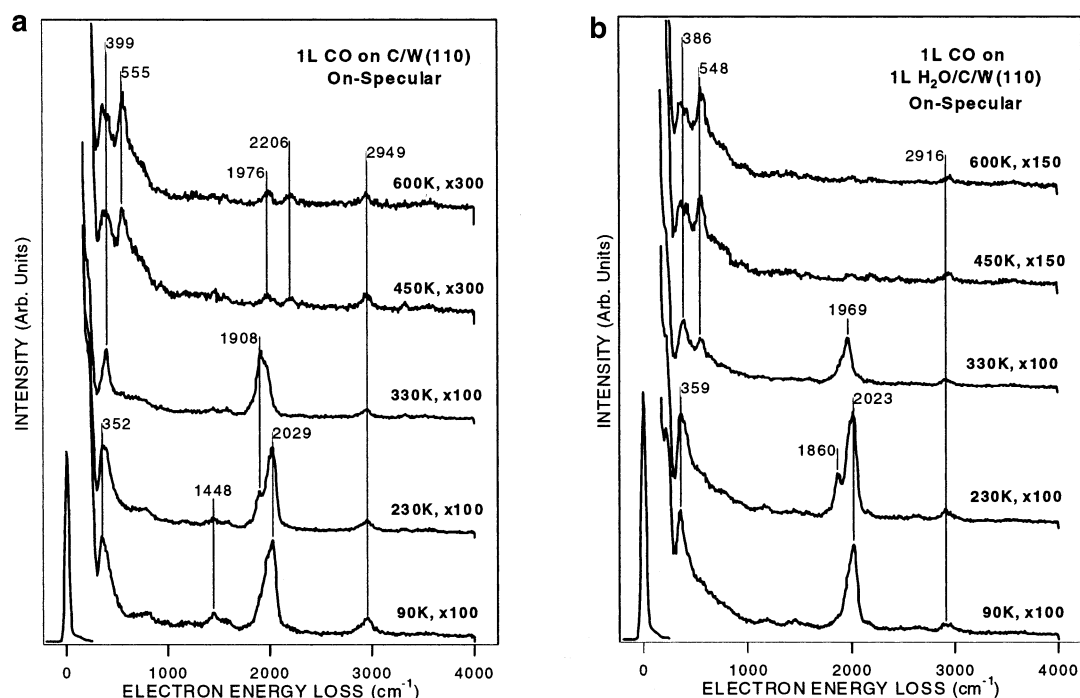 a
1L CO on C/W(110)
On-Specular
399
555
2206
1976
2949
600K, x300
450K, x300
1908
330K, x100
352
2029
1448
230K, x100
90K, x100
INTENSITY (Arb. Units)
0 1000 2000 3000 4000
ELECTRON ENERGY LOSS (cm-1)
b
1L CO on
1L H2O/C/W(110)
On-Specular
386
548
2916
600K, x150
450K, x150
1969
330K, x100
359
2023
1860
230K, x100
90K, x100
INTENSITY (Arb. Units)
0 1000 2000 3000 4000
ELECTRON ENERGY LOSS (cm-1)